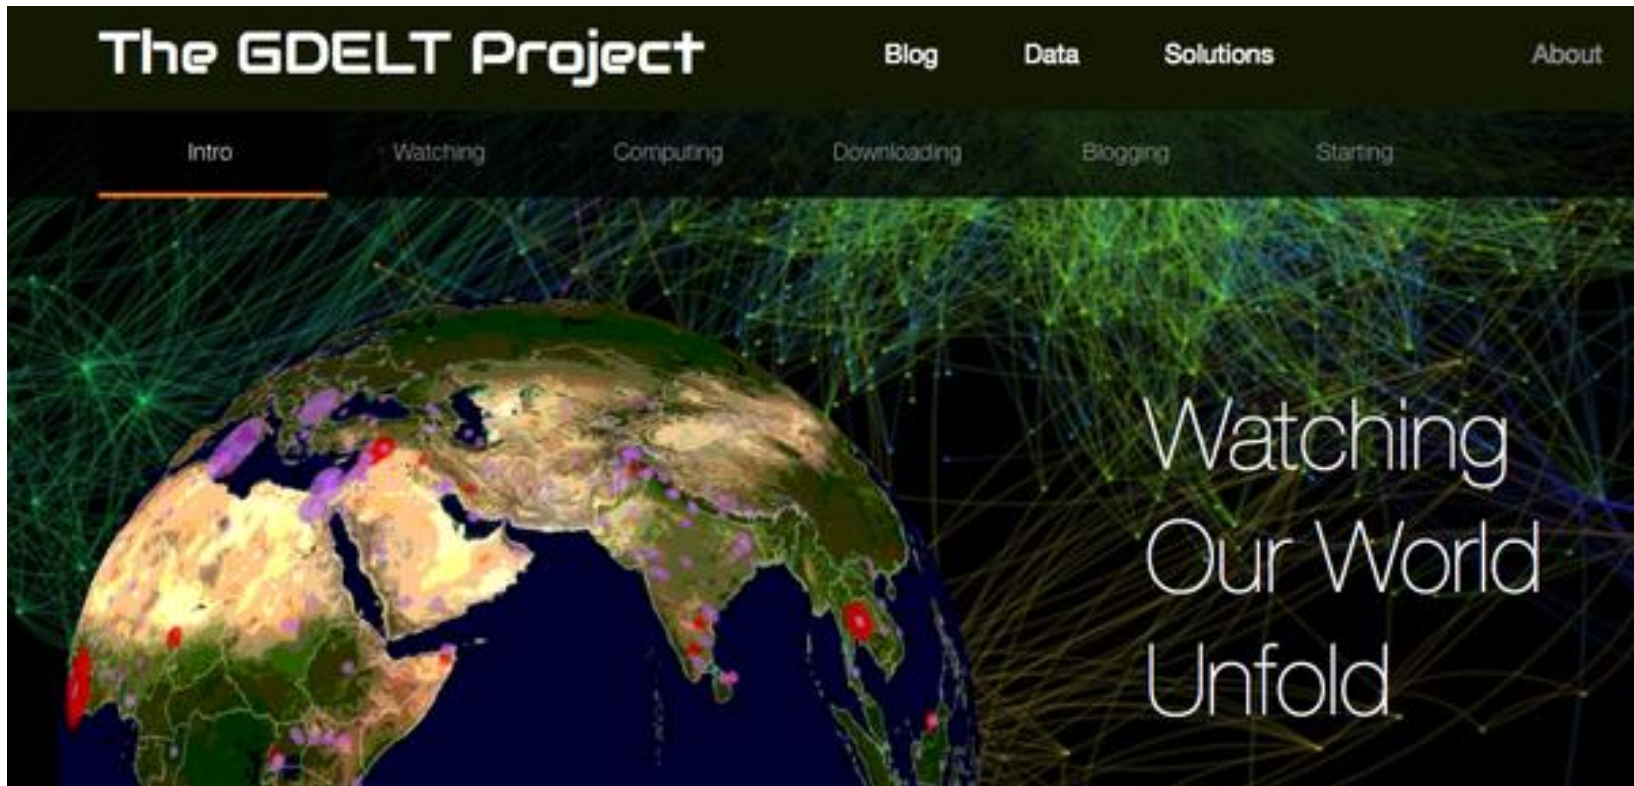 The GDELT Project
Blog Data Solutions About
Intro Watching Computing Downloading Blogging Starting
Watching
Our World
Unfold